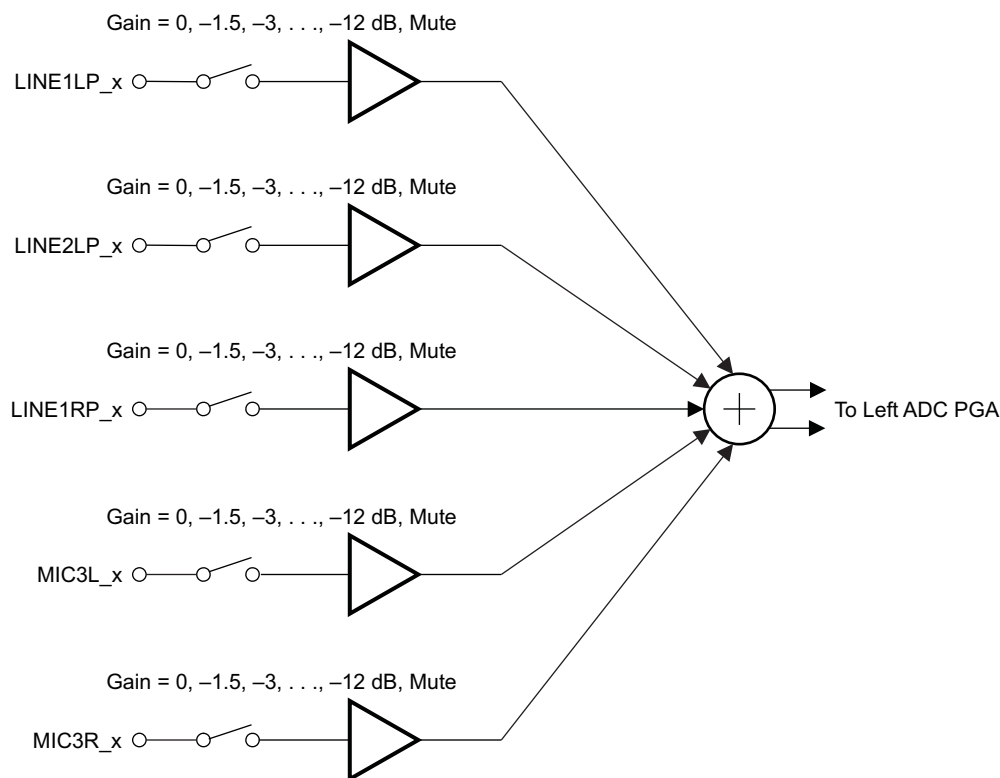 Gain = 0, –1.5, –3, . . ., –12 dB, Mute
LINE1LP_x
Gain = 0, –1.5, –3, . . ., –12 dB, Mute
LINE2LP_x
Gain = 0, –1.5, –3, . . ., –12 dB, Mute
LINE1RP_x
+
To Left ADC PGA
Gain = 0, –1.5, –3, . . ., –12 dB, Mute
MIC3L_x
Gain = 0, –1.5, –3, . . ., –12 dB, Mute
MIC3R_x